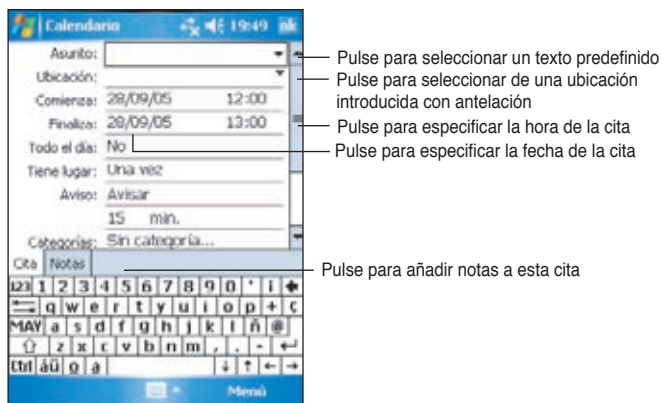 Calendario 19:49 ok
Asunto:
Ubicación:
Comienza: 28/09/05 12:00
Finaliza: 28/09/05 13:00
Todo el día: No
Tiene lugar: Una vez
Aviso: Avisar
15 min.
Categorías: Sin categoría...
Cita Notas
123 1 2 3 4 5 6 7 8 9 0 ' ¡
q w e r t y u i o p + ç
MAY a s d f g h j k l ñ @
z x c v b n m , . -
Ctrl áü º ª
Menú
Pulse para seleccionar un texto predefinido
Pulse para seleccionar de una ubicación
introducida con antelación
Pulse para especificar la hora de la cita
Pulse para especificar la fecha de la cita
Pulse para añadir notas a esta cita